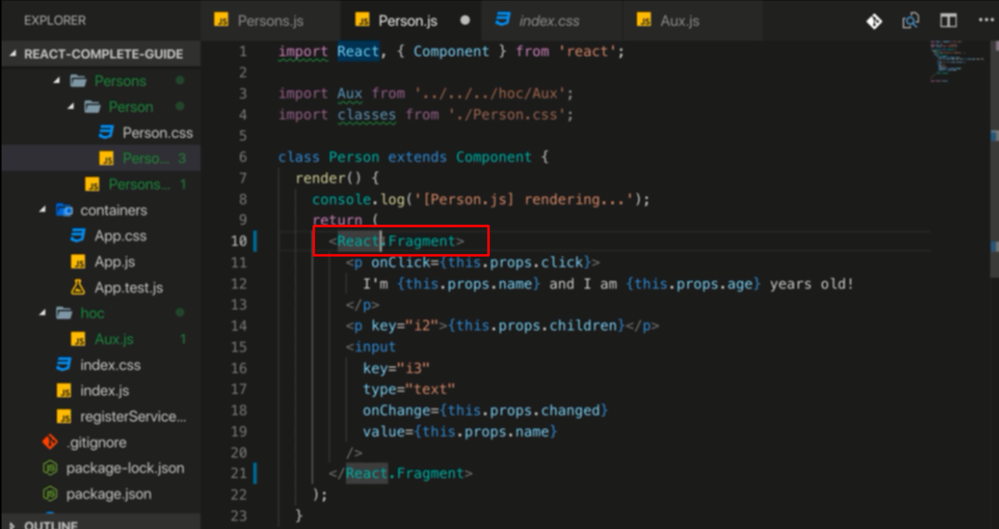 EXPLORER
Persons.js
Person.js
index.css
Aux.js
REACT-COMPLETE-GUIDE
Persons
Person
Person.css
Perso... 3
Persons... 1
containers
App.css
App.js
App.test.js
hoc
Aux.js 1
index.css
index.js
registerService...
.gitignore
package-lock.json
package.json
OUTLINE
1 import React, { Component } from 'react';
2
3 import Aux from '../../../hoc/Aux';
4 import classes from './Person.css';
5
6 class Person extends Component {
7 render() {
8 console.log('[Person.js] rendering...');
9 return (
10 <React.Fragment>
11 <p onClick={this.props.click}>
12 I'm {this.props.name} and I am {this.props.age} years old!
13 </p>
14 <p key="i2">{this.props.children}</p>
15 <input
16 key="i3"
17 type="text"
18 onChange={this.props.changed}
19 value={this.props.name}
20 />
21 </React.Fragment>
22 );
23 }